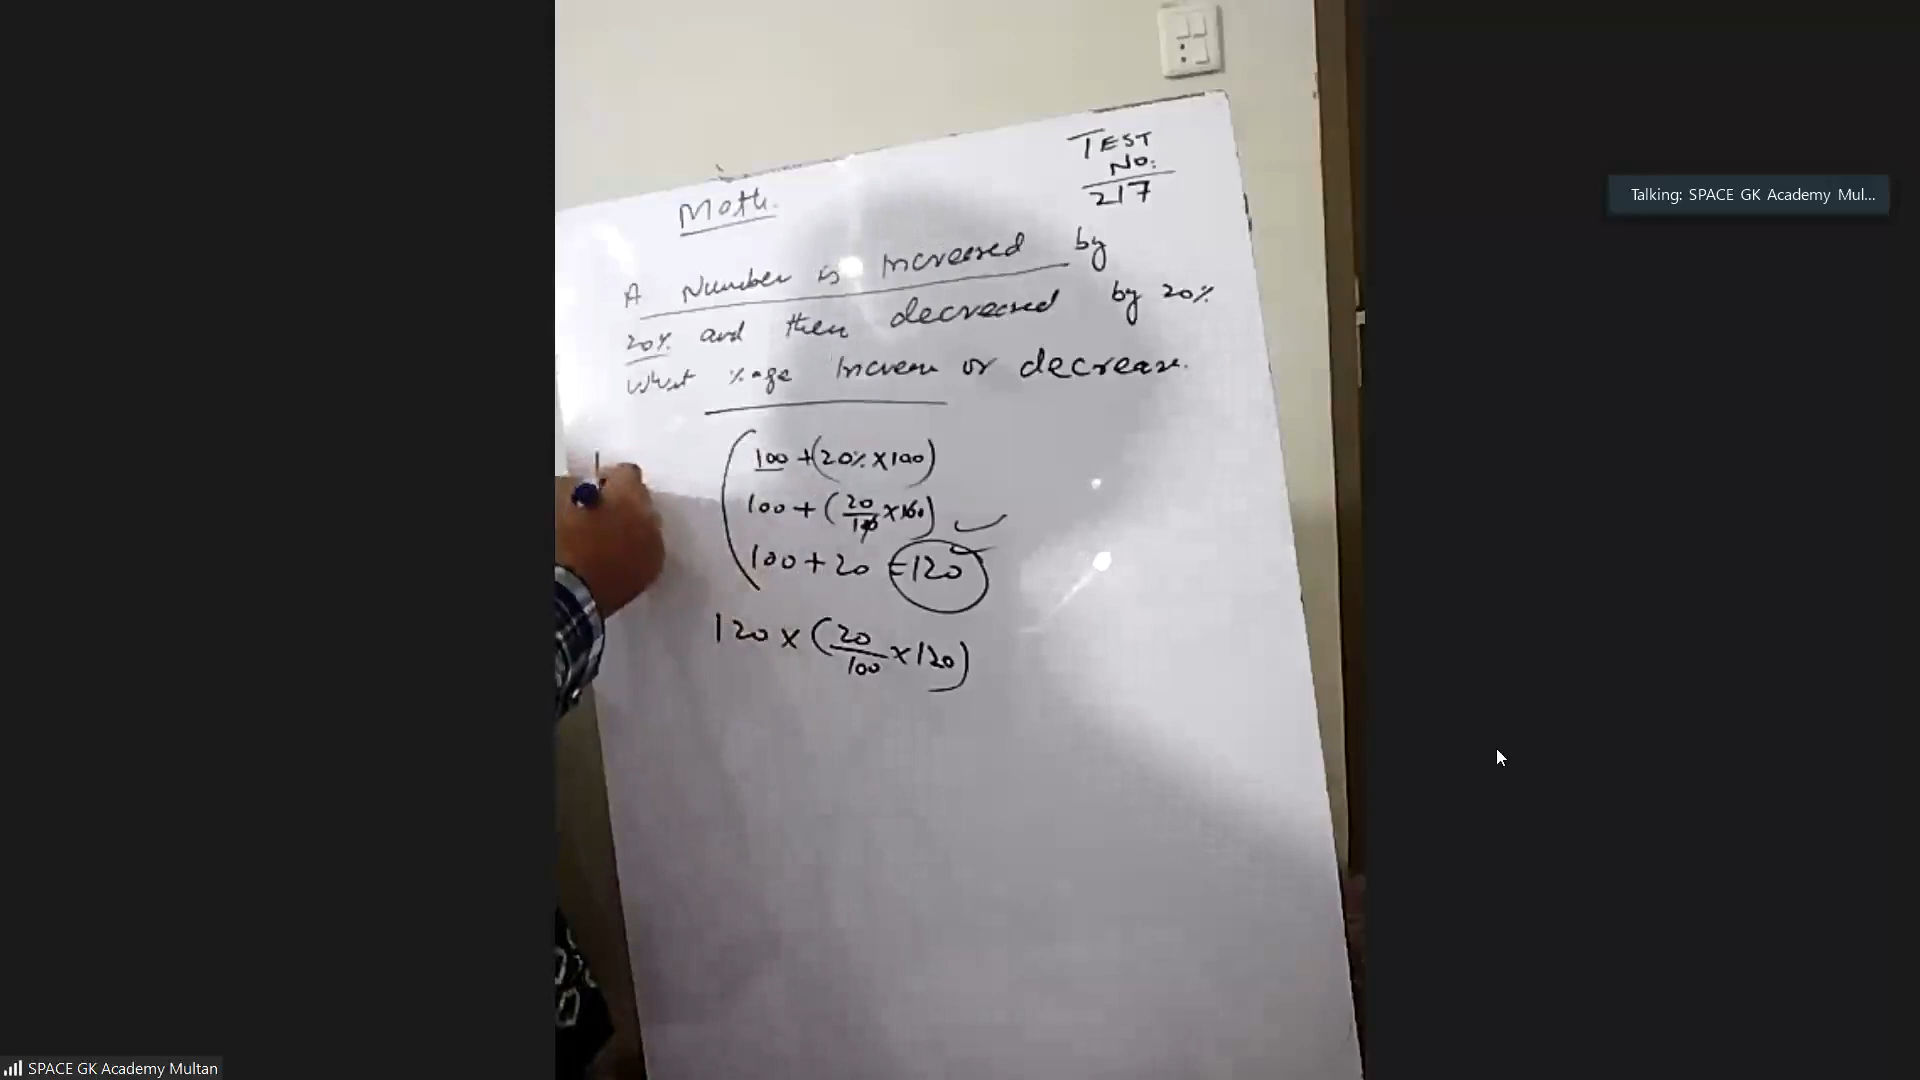 TEST
NO.
217
Math.
A Number is Increased by
20% and then decreased by 20%
What %age Increase or decrease.
100 + (20% × 100)
100 + (20/100 × 100)
100 + 20 = 120
120 × (20/100 × 120)
Talking: SPACE GK Academy Mul...
SPACE GK Academy Multan